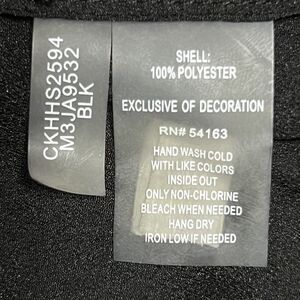 CKHHS2594
M3JA9532
BLK
SHELL:
100% POLYESTER
EXCLUSIVE OF DECORATION
RN# 54163
HAND WASH COLD
WITH LIKE COLORS
INSIDE OUT
ONLY NON-CHLORINE
BLEACH WHEN NEEDED
HANG DRY
IRON LOW IF NEEDED